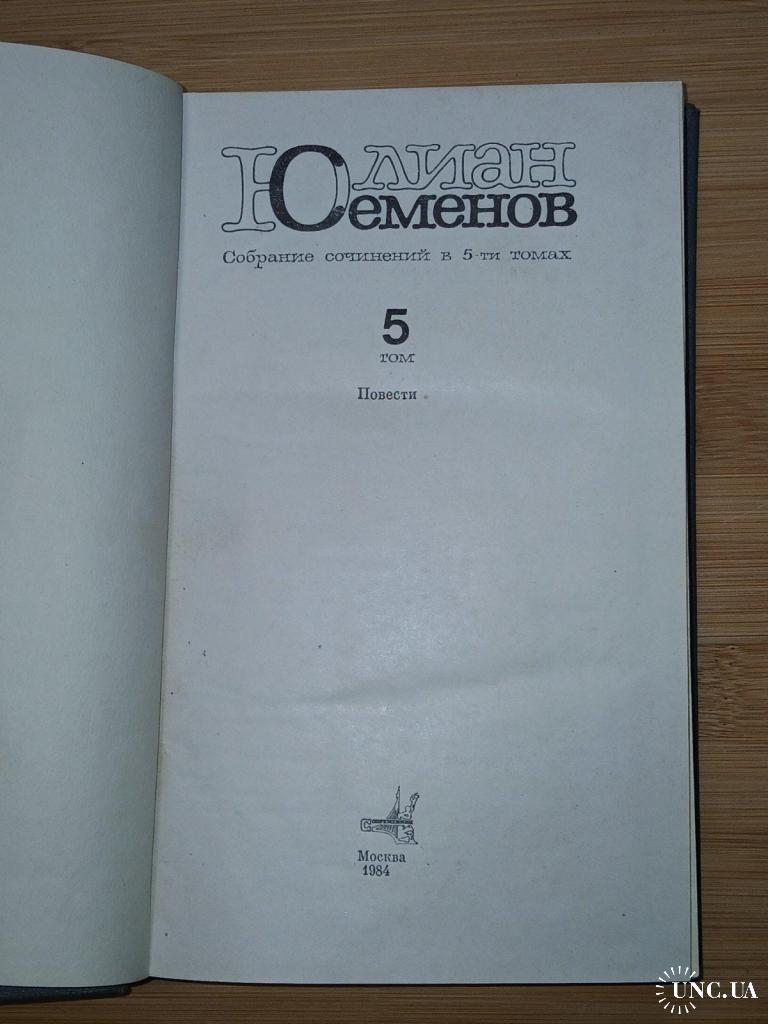 Юлиан
Семенов
Собрание сочинений в 5-ти томах
5
том
Повести
Москва
1984
UNC.UA